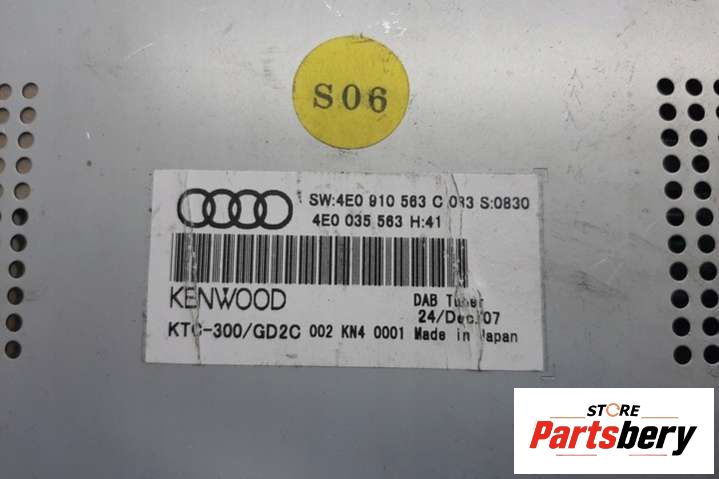 S06
SW:4E0 910 563 C 033 S:0830
4E0 035 563 H:41
KENWOOD
DAB Tuner
24/Dec.'07
KTC-300/GD2C 002 KN4 0001 Made in Japan
STORE
Partsbery